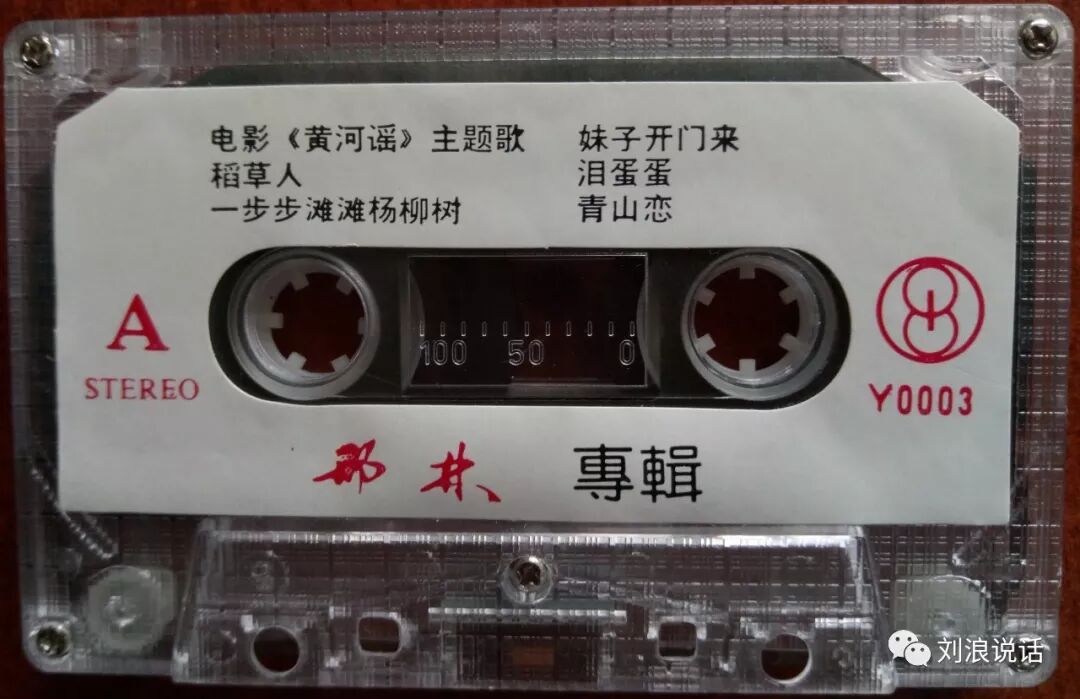 电影《黄河谣》主题歌
稻草人
一步步滩滩杨柳树
妹子开门来
泪蛋蛋
青山恋
A
STEREO
100 50 0
Y0003
專輯
刘浪说话